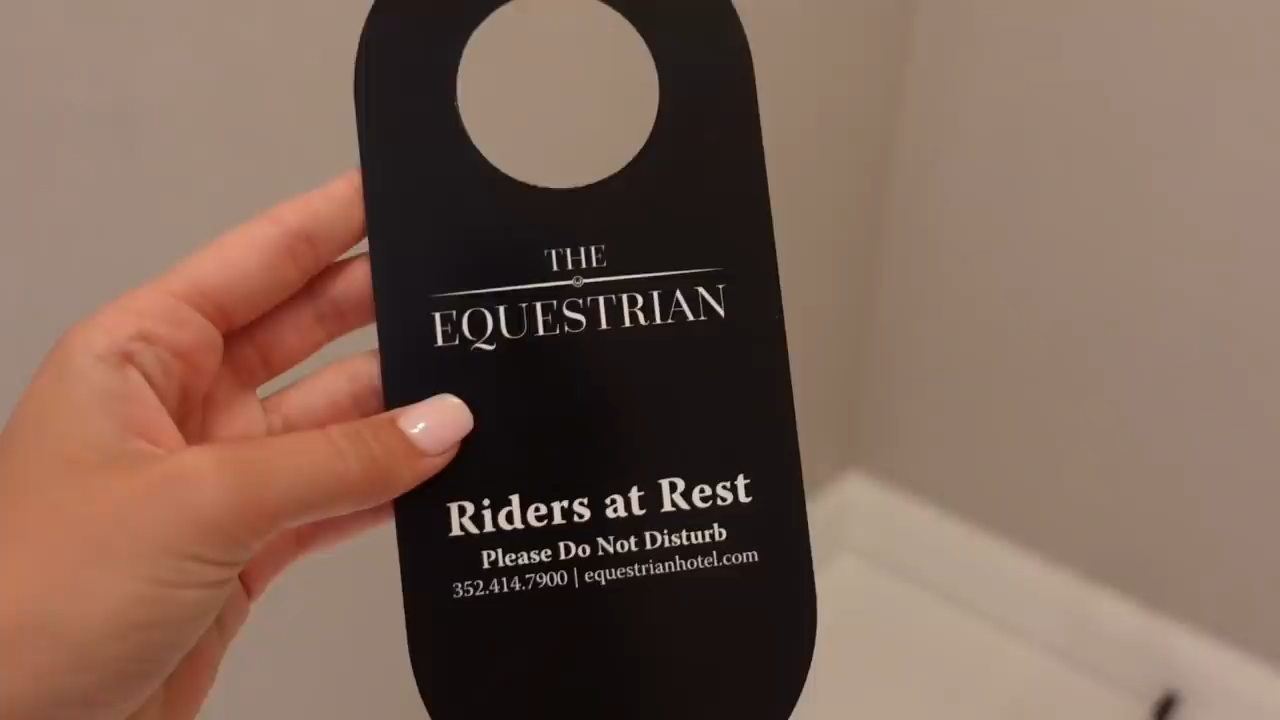 THE
EQUESTRIAN
Riders at Rest
Please Do Not Disturb
352.414.7900 | equestrianhotel.com